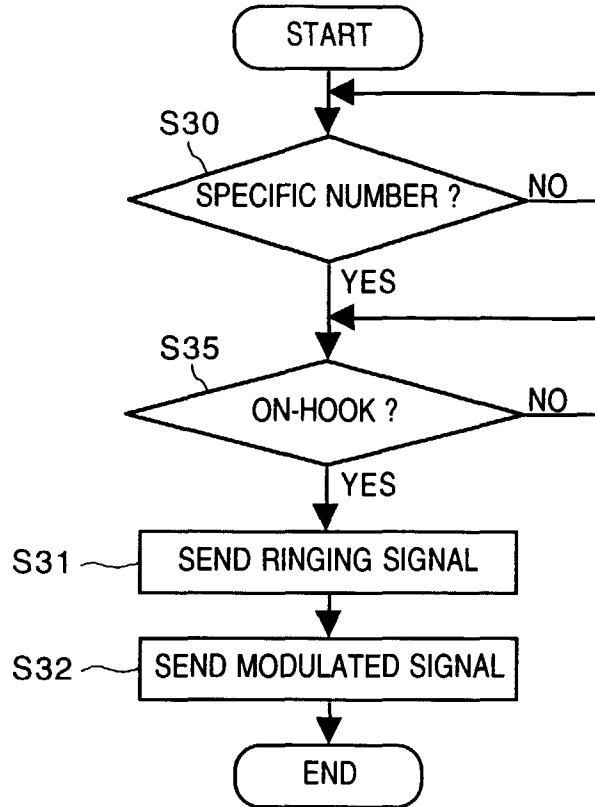 START
S30
SPECIFIC NUMBER ?
NO
YES
S35
ON-HOOK ?
NO
YES
S31
SEND RINGING SIGNAL
S32
SEND MODULATED SIGNAL
END